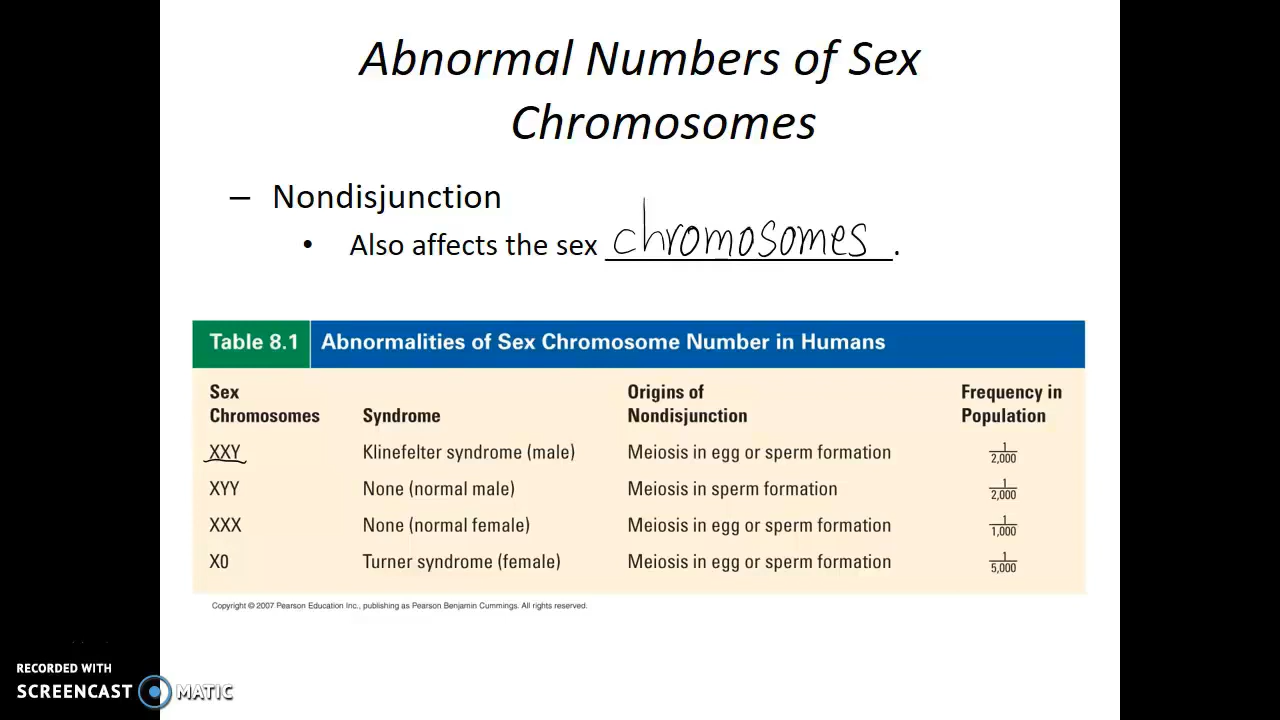 Abnormal Numbers of Sex
Chromosomes
– Nondisjunction
• Also affects the sex chromosomes.
Table 8.1 Abnormalities of Sex Chromosome Number in Humans
Sex Chromosomes Syndrome Origins of Nondisjunction Frequency in Population
XXY Klinefelter syndrome (male) Meiosis in egg or sperm formation 1/2,000
XYY None (normal male) Meiosis in sperm formation 1/2,000
XXX None (normal female) Meiosis in egg or sperm formation 1/1,000
X0 Turner syndrome (female) Meiosis in egg or sperm formation 1/5,000
Copyright © 2007 Pearson Education Inc., publishing as Pearson Benjamin Cummings. All rights reserved.
RECORDED WITH
SCREENCAST MATIC